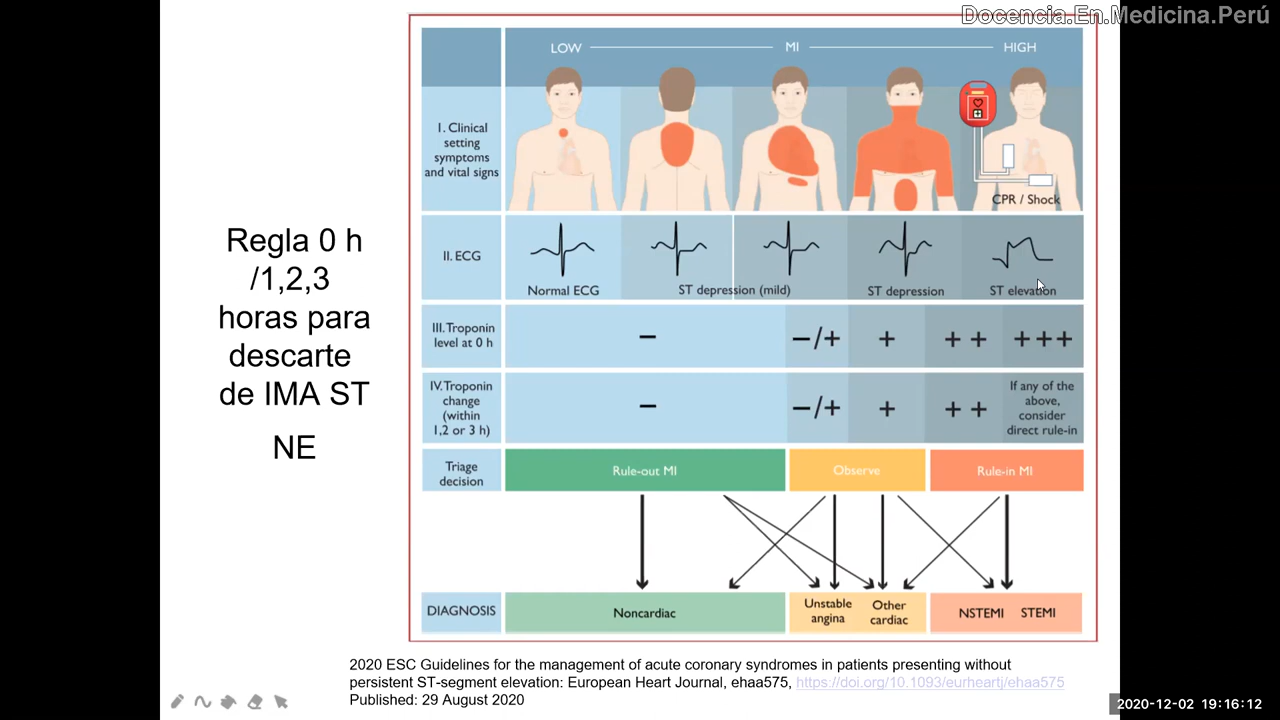 Docencia.En.Medicina.Perú
LOW MI HIGH
I. Clinical
setting
symptoms
and vital signs
CPR / Shock
Regla 0 h
/1,2,3
horas para
descarte
de IMA ST
NE
II. ECG
Normal ECG
ST depression (mild)
ST depression
ST elevation
III. Troponin
level at 0 h
− −/+ + + + + + +
IV. Troponin
change
(within
1,2 or 3 h)
− −/+ + + +
If any of the
above,
consider
direct rule-in
Triage
decision
Rule-out MI
Observe
Rule-in MI
DIAGNOSIS
Noncardiac
Unstable
angina
Other
cardiac
NSTEMI STEMI
2020 ESC Guidelines for the management of acute coronary syndromes in patients presenting without
persistent ST-segment elevation: European Heart Journal, ehaa575, https://doi.org/10.1093/eurheartj/ehaa575
Published: 29 August 2020
2020-12-02 19:16:12